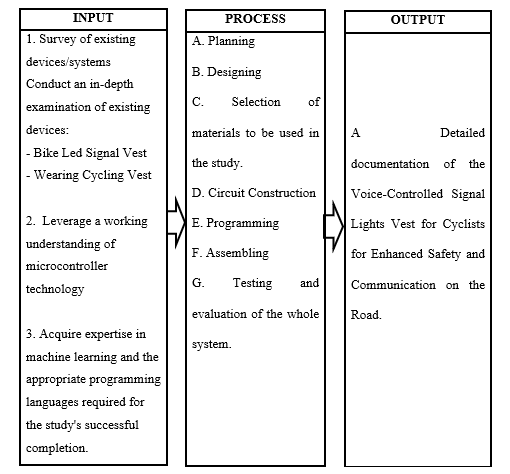 INPUT
1. Survey of existing
devices/systems
Conduct an in-depth
examination of existing
devices:
- Bike Led Signal Vest
- Wearing Cycling Vest
2. Leverage a working
understanding of
microcontroller
technology
3. Acquire expertise in
machine learning and the
appropriate programming
languages required for
the study's successful
completion.
PROCESS
A. Planning
B. Designing
C. Selection of
materials to be used in
the study.
D. Circuit Construction
E. Programming
F. Assembling
G. Testing and
evaluation of the whole
system.
OUTPUT
A Detailed
documentation of the
Voice-Controlled Signal
Lights Vest for Cyclists
for Enhanced Safety and
Communication on the
Road.